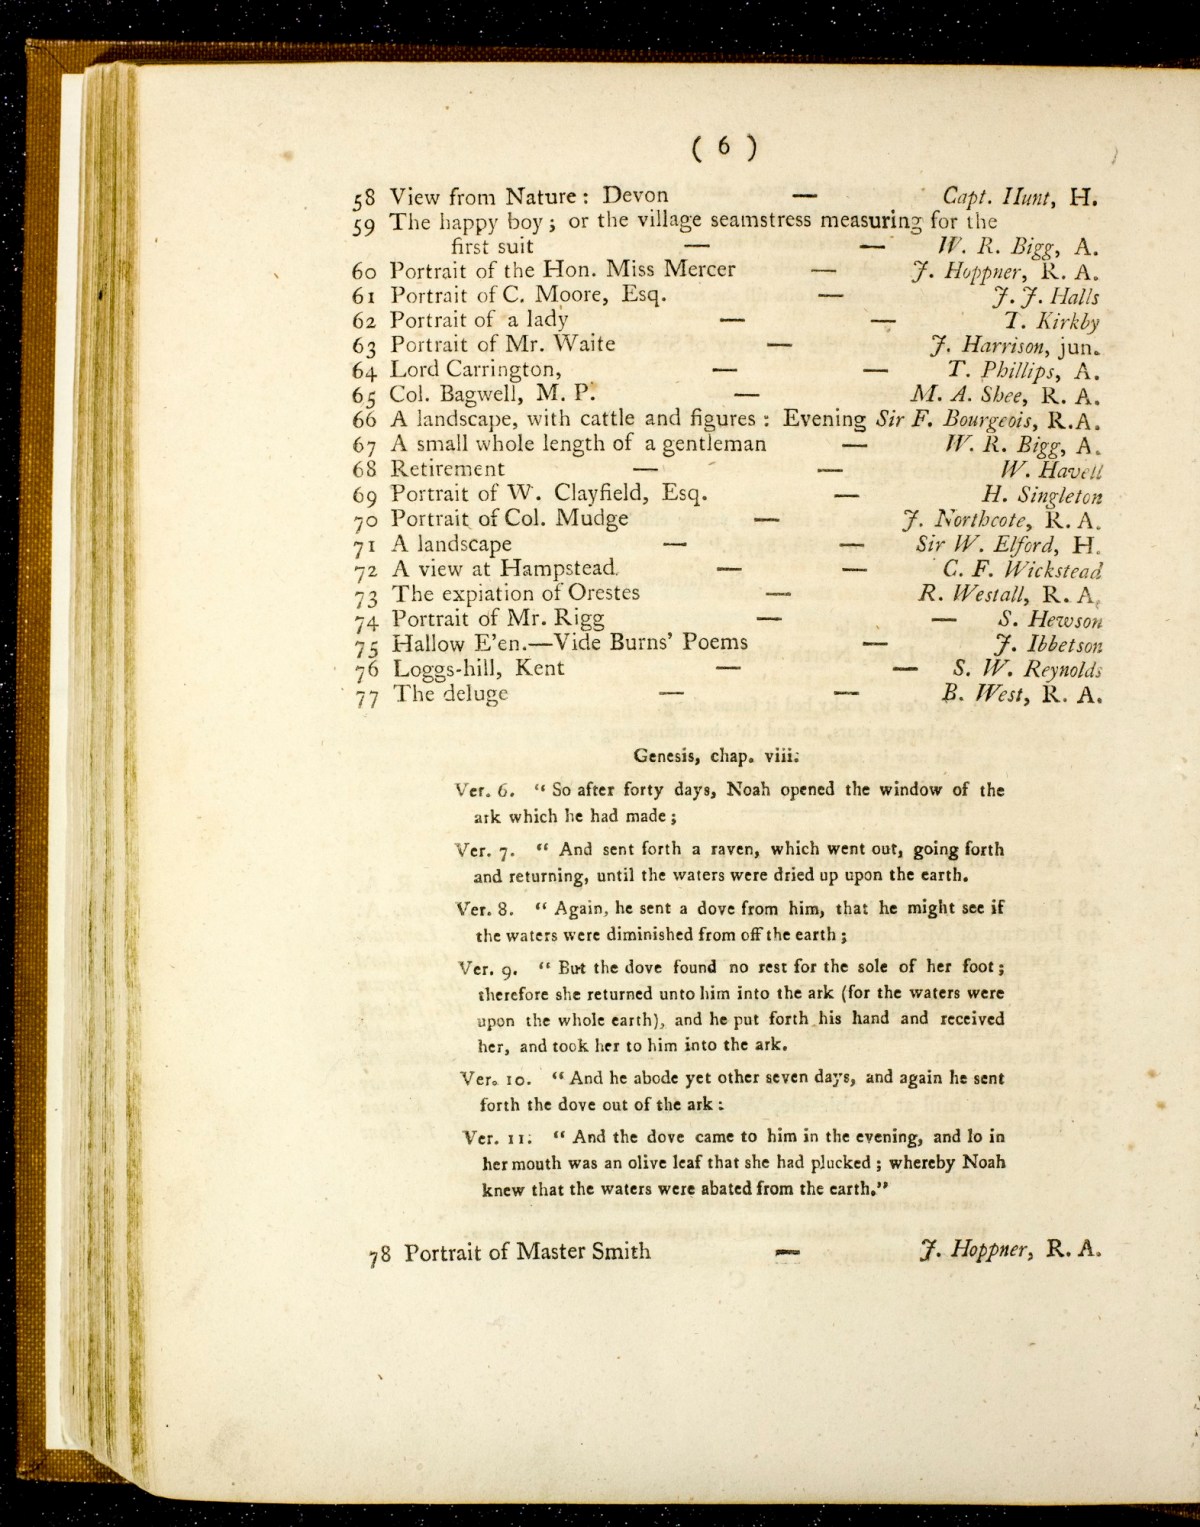 ( 6 )
58 View from Nature : Devon — Capt. Hunt, H.
59 The happy boy ; or the village seamstress measuring for the
first suit — — W. R. Bigg, A.
60 Portrait of the Hon. Miss Mercer — J. Hoppner, R. A.
61 Portrait of C. Moore, Esq. — J. J. Halls
62 Portrait of a lady — — T. Kirkby
63 Portrait of Mr. Waite — J. Harrison, jun.
64 Lord Carrington, — — T. Phillips, A.
65 Col. Bagwell, M. P. — M. A. Shee, R. A.
66 A landscape, with cattle and figures : Evening Sir F. Bourgeois, R.A.
67 A small whole length of a gentleman — W. R. Bigg, A.
68 Retirement — — W. Havell
69 Portrait of W. Clayfield, Esq. — H. Singleton
70 Portrait of Col. Mudge — J. Northcote, R. A.
71 A landscape — — Sir W. Elford, H.
72 A view at Hampstead. — — C. F. Wickstead
73 The expiation of Orestes — R. Westall, R. A.
74 Portrait of Mr. Rigg — — S. Hewson
75 Hallow E'en.—Vide Burns' Poems — J. Ibbetson
76 Loggs-hill, Kent — — S. W. Reynolds
77 The deluge — — B. West, R. A.
Genesis, chap. viii.
Ver. 6. “ So after forty days, Noah opened the window of the
ark which he had made ;
Ver. 7. “ And sent forth a raven, which went out, going forth
and returning, until the waters were dried up upon the earth.
Ver. 8. “ Again, he sent a dove from him, that he might see if
the waters were diminished from off the earth ;
Ver. 9. “ But the dove found no rest for the sole of her foot ;
therefore she returned unto him into the ark (for the waters were
upon the whole earth), and he put forth his hand and received
her, and took her to him into the ark.
Ver. 10. “ And he abode yet other seven days, and again he sent
forth the dove out of the ark :
Ver. 11. “ And the dove came to him in the evening, and lo in
her mouth was an olive leaf that she had plucked ; whereby Noah
knew that the waters were abated from the earth.”
78 Portrait of Master Smith — J. Hoppner, R. A.